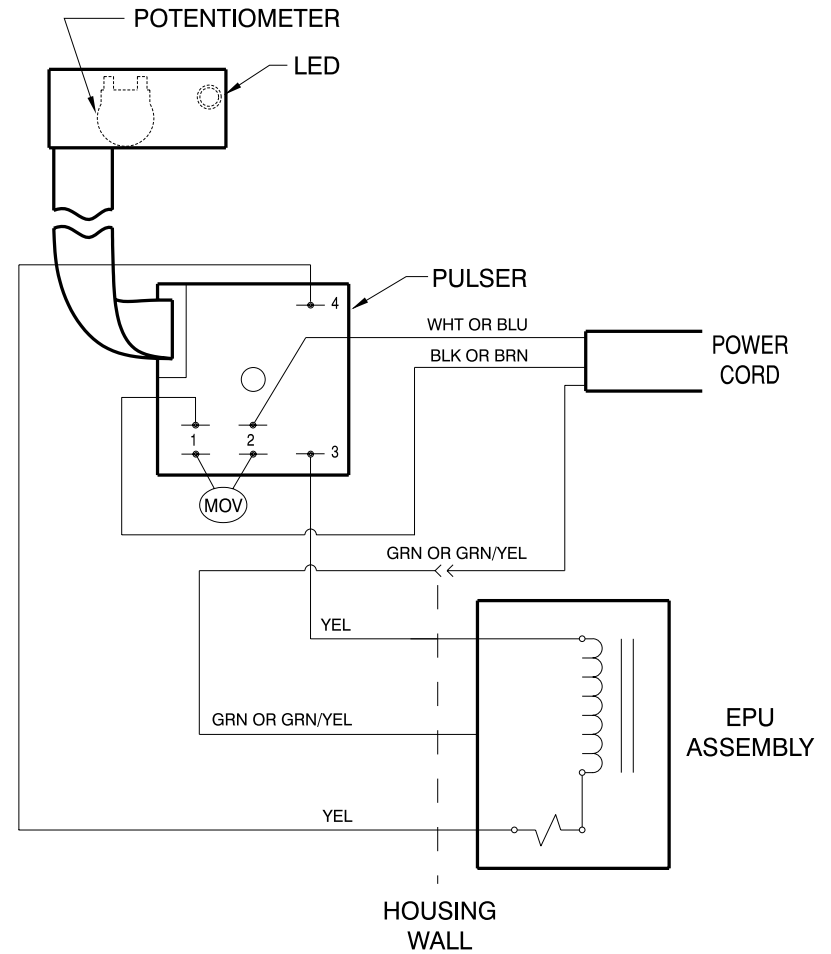 POTENTIOMETER
LED
PULSER
4
WHT OR BLU
BLK OR BRN
POWER
CORD
1
2
3
MOV
GRN OR GRN/YEL
YEL
GRN OR GRN/YEL
EPU
ASSEMBLY
YEL
HOUSING
WALL